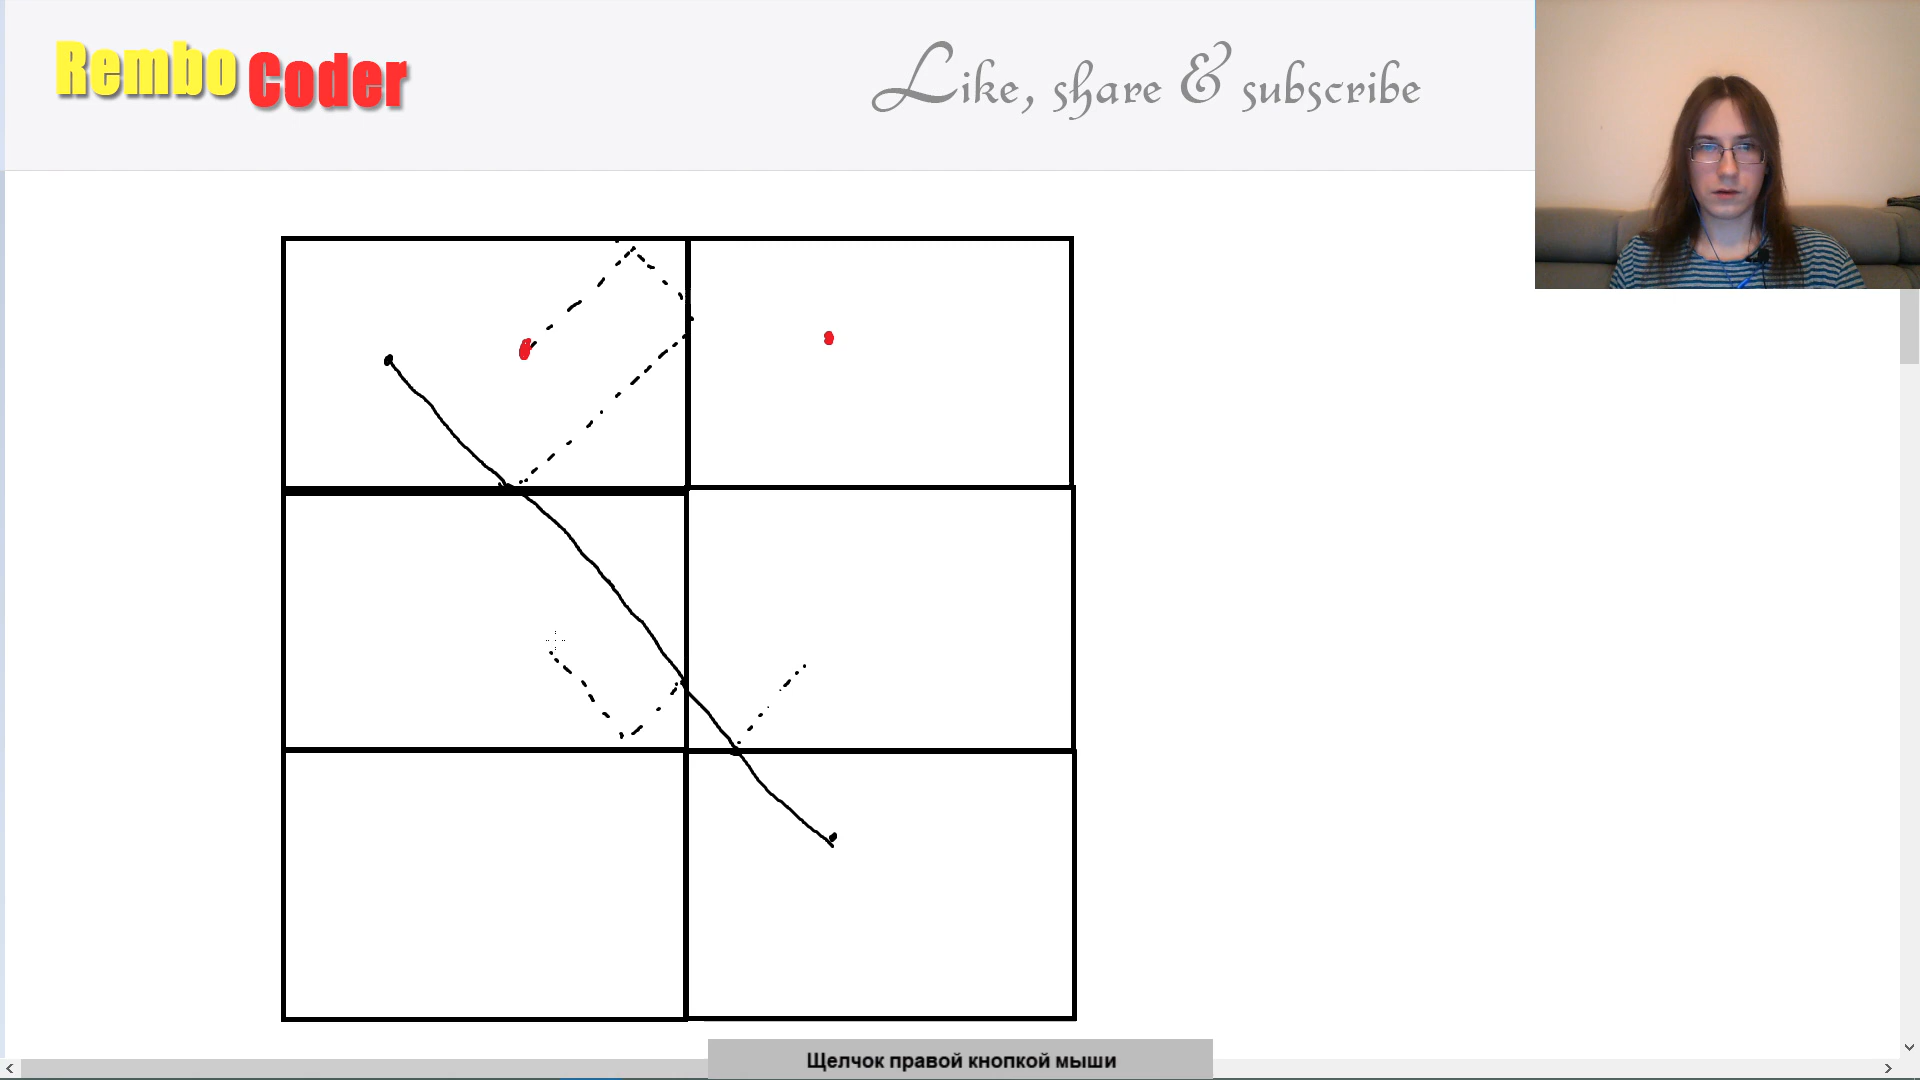 Rembo Coder
Like, share & subscribe
Щелчок правой кнопкой мыши